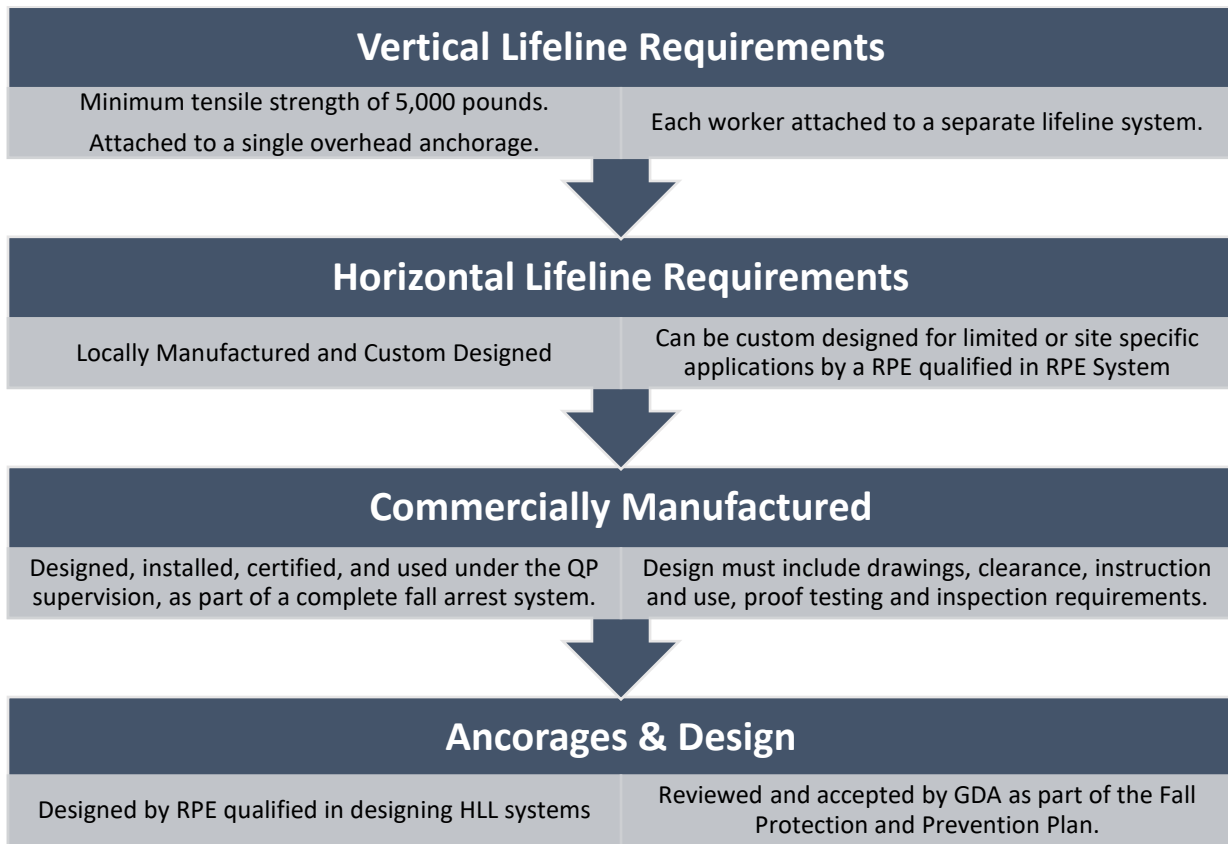 Vertical Lifeline Requirements
Minimum tensile strength of 5,000 pounds.
Attached to a single overhead anchorage.
Each worker attached to a separate lifeline system.
Horizontal Lifeline Requirements
Locally Manufactured and Custom Designed
Can be custom designed for limited or site specific
applications by a RPE qualified in RPE System
Commercially Manufactured
Designed, installed, certified, and used under the QP
supervision, as part of a complete fall arrest system.
Design must include drawings, clearance, instruction
and use, proof testing and inspection requirements.
Ancorages & Design
Designed by RPE qualified in designing HLL systems
Reviewed and accepted by GDA as part of the Fall
Protection and Prevention Plan.